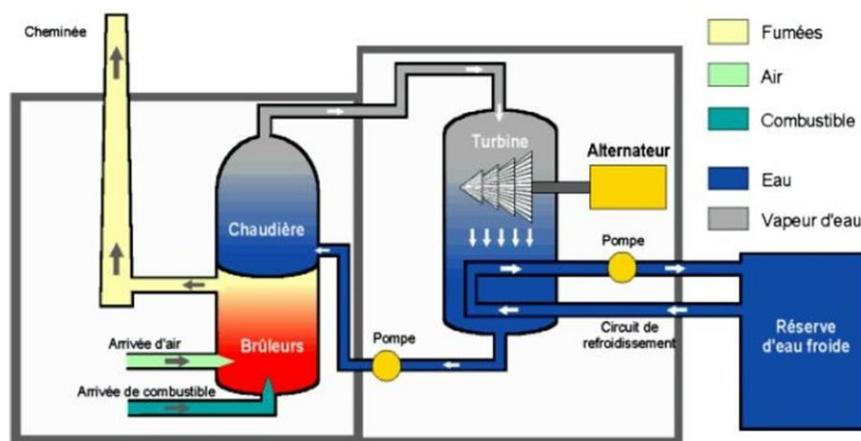 Cheminée
Fumées
Air
Combustible
Eau
Vapeur d'eau
Turbine
Alternateur
Chaudière
Pompe
Brûleurs
Arrivée d'air
Arrivée de combustible
Pompe
Circuit de
refroidissement
Réserve
d'eau froide